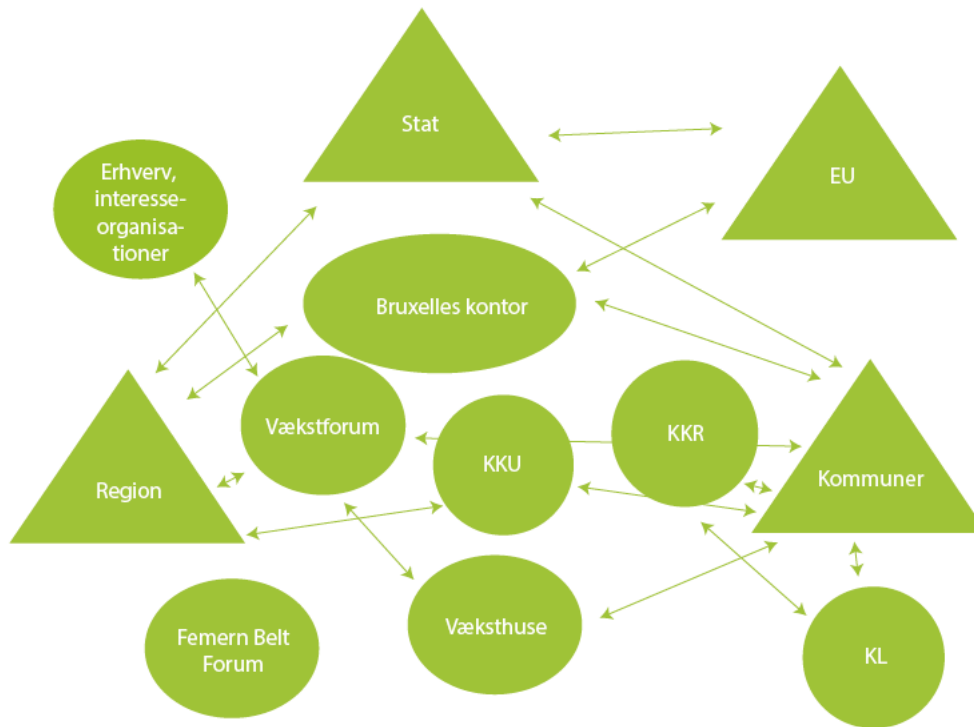 Stat
EU
Erhverv,
interesse-
organisa-
tioner
Bruxelles kontor
Vækstforum
KKR
KKU
Region
Kommuner
Væksthuse
Femern Belt
Forum
KL